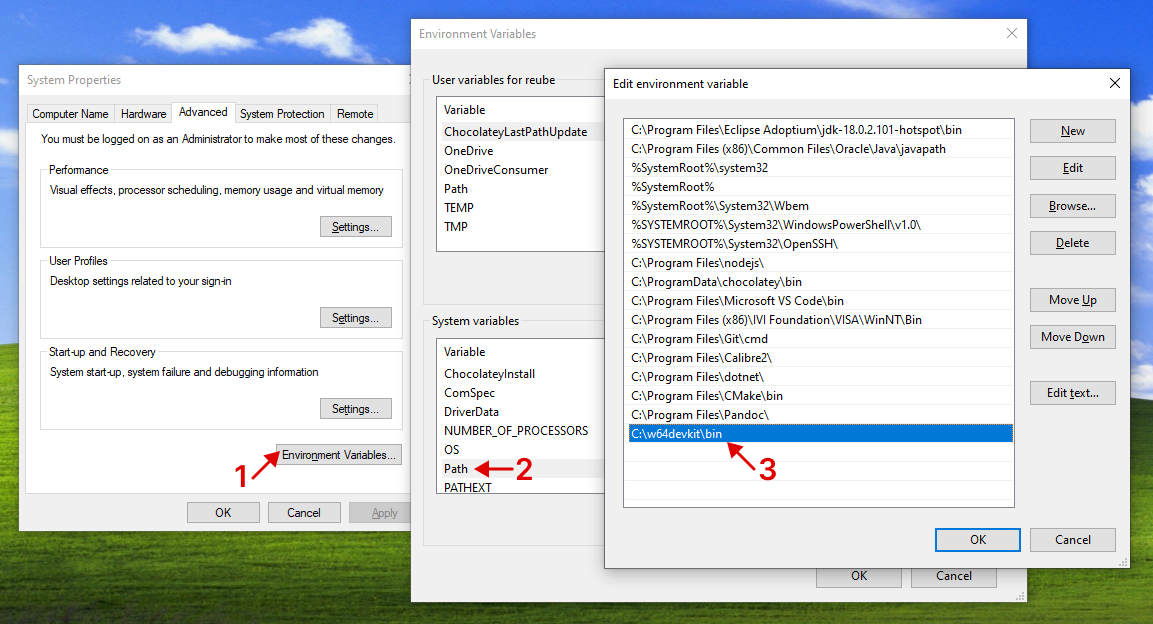 System Properties
Computer Name
Hardware
Advanced
System Protection
Remote
You must be logged on as an Administrator to make most of these changes.
Performance
Visual effects, processor scheduling, memory usage and virtual memory
Settings...
User Profiles
Desktop settings related to your sign-in
Settings...
Start-up and Recovery
System start-up, system failure and debugging information
Settings...
1
Environment Variables...
OK
Cancel
Apply
Environment Variables
User variables for reube
Variable
ChocolateyLastPathUpdate
OneDrive
OneDriveConsumer
Path
TEMP
TMP
System variables
Variable
ChocolateyInstall
ComSpec
DriverData
NUMBER_OF_PROCESSORS
OS
Path
2
PATHEXT
OK
Cancel
Edit environment variable
C:\Program Files\Eclipse Adoptium\jdk-18.0.2.101-hotspot\bin
C:\Program Files (x86)\Common Files\Oracle\Java\javapath
%SystemRoot%\system32
%SystemRoot%
%SystemRoot%\System32\Wbem
%SYSTEMROOT%\System32\WindowsPowerShell\v1.0\
%SYSTEMROOT%\System32\OpenSSH\
C:\Program Files\nodejs\
C:\ProgramData\chocolatey\bin
C:\Program Files\Microsoft VS Code\bin
C:\Program Files (x86)\IVI Foundation\VISA\WinNT\Bin
C:\Program Files\Git\cmd
C:\Program Files\Calibre2\
C:\Program Files\dotnet\
C:\Program Files\CMake\bin
C:\Program Files\Pandoc\
C:\w64devkit\bin
3
New
Edit
Browse...
Delete
Move Up
Move Down
Edit text...
OK
Cancel